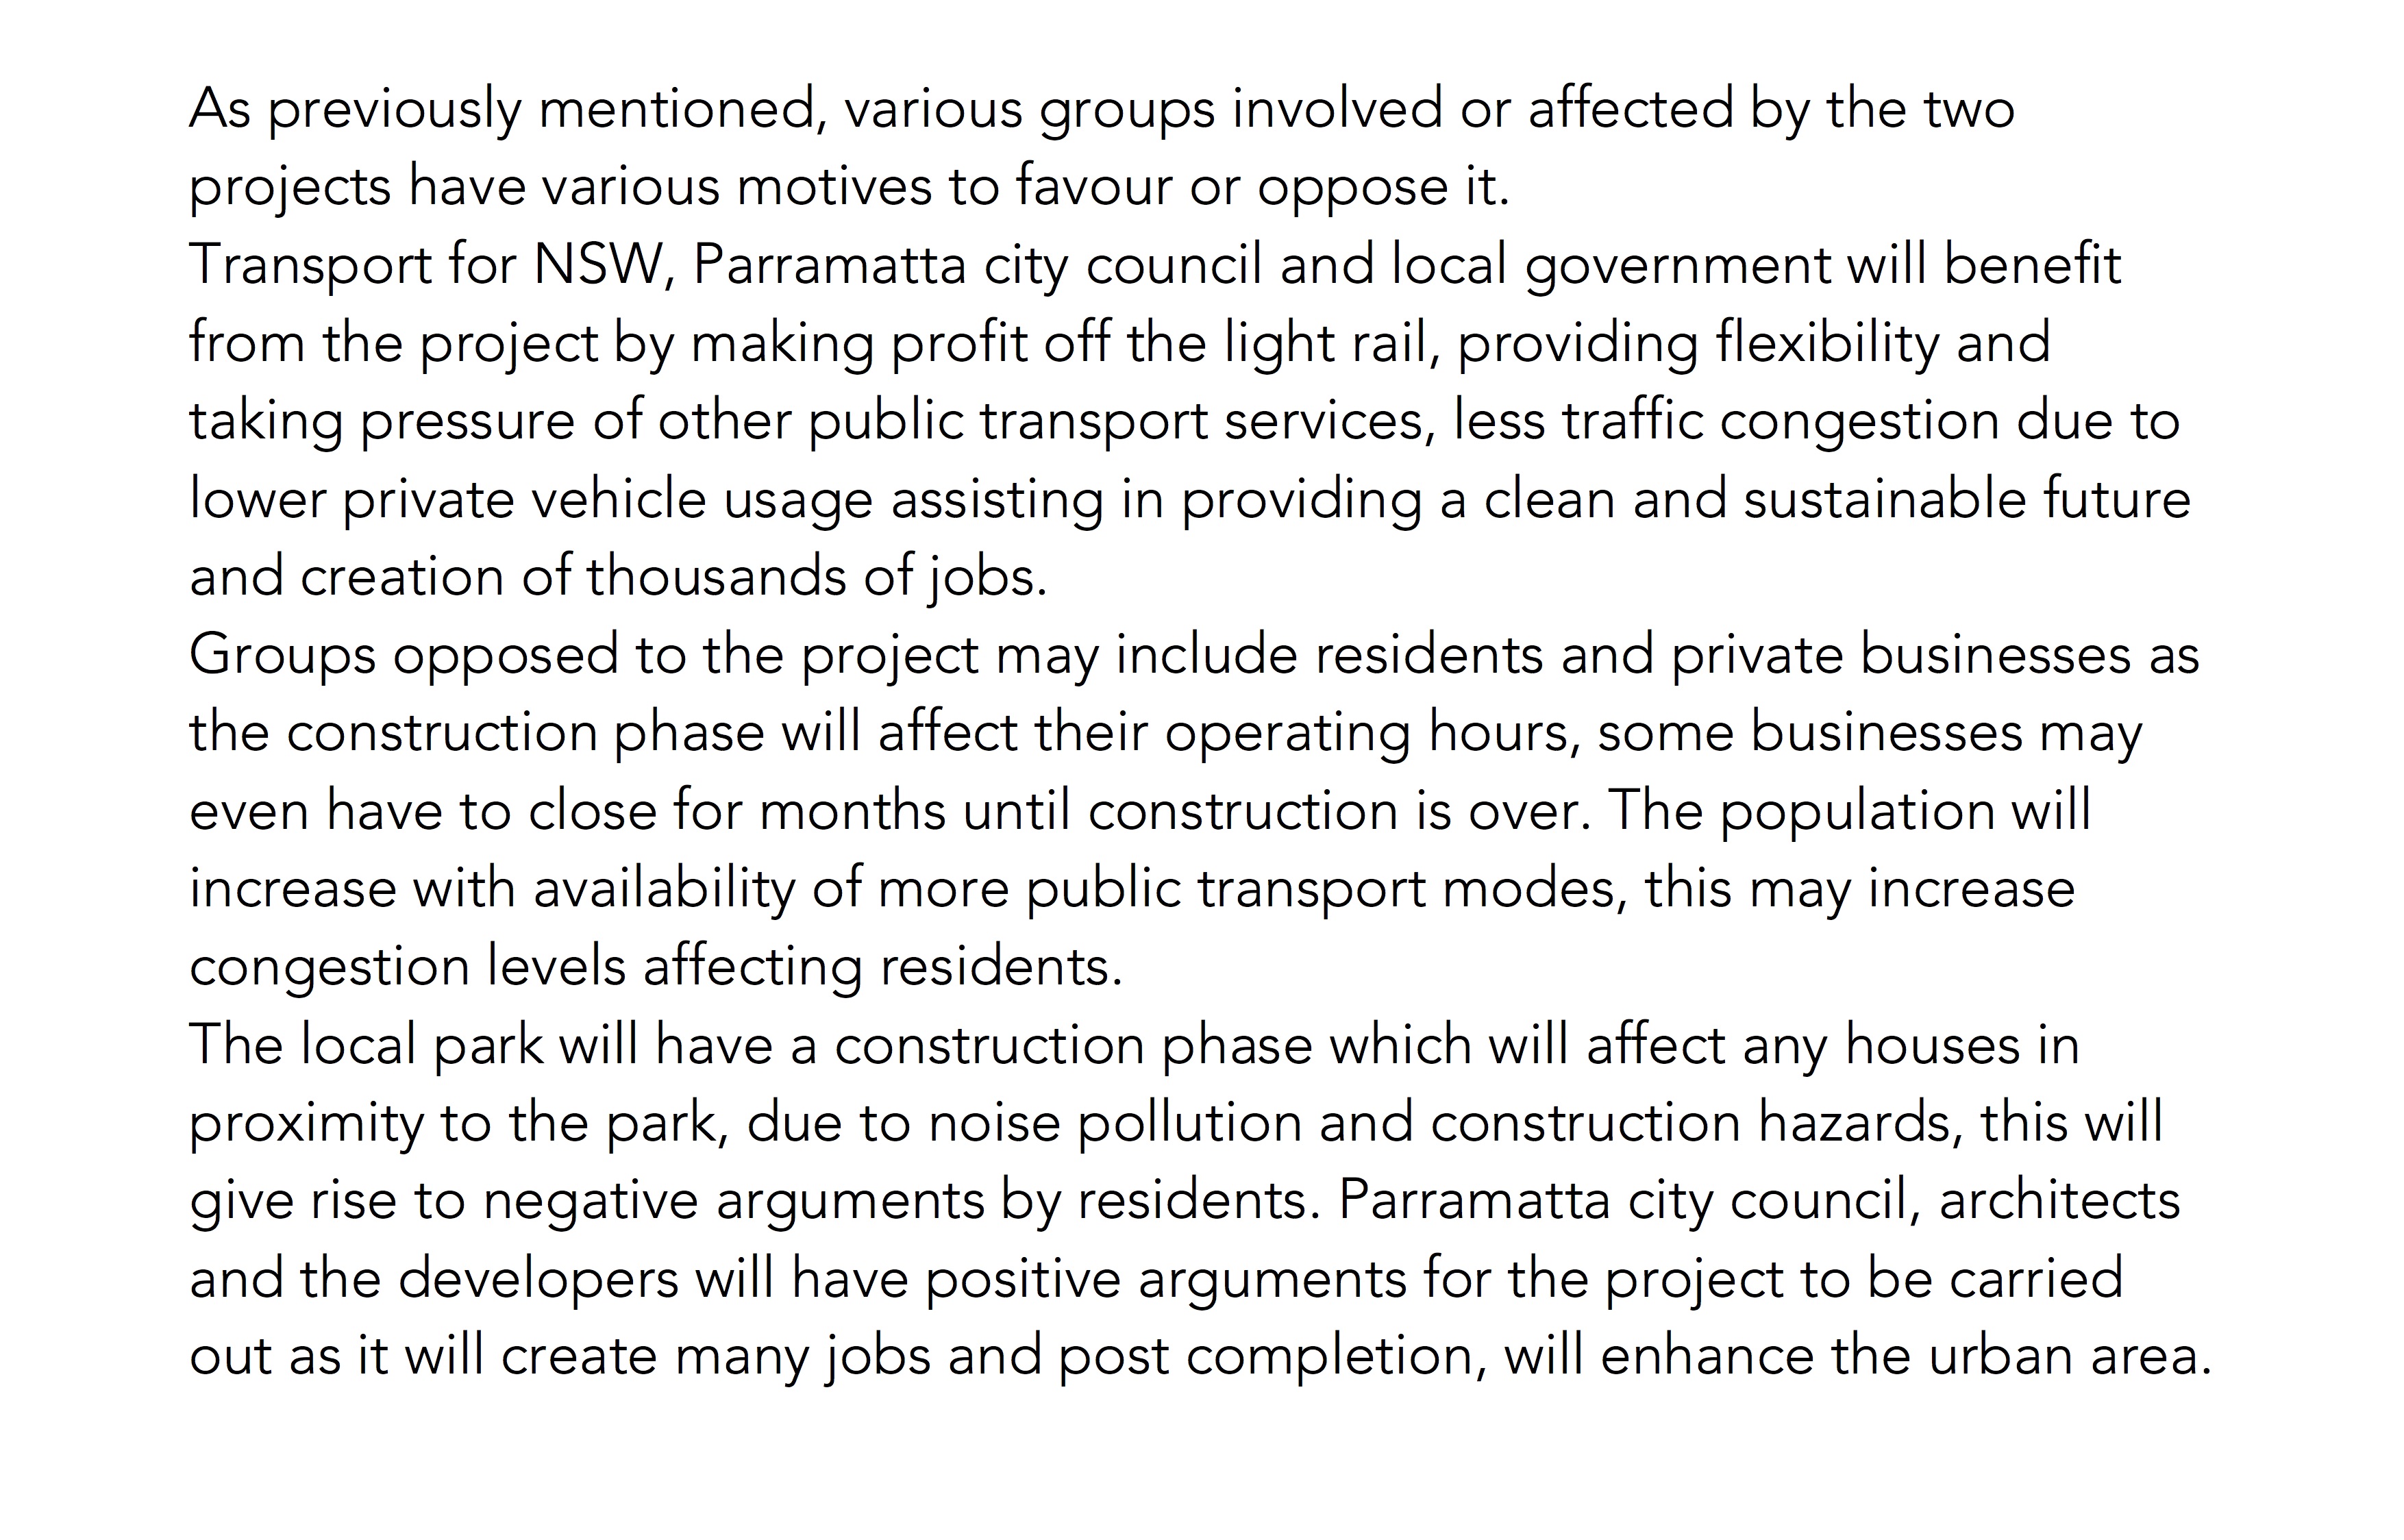 As previously mentioned, various groups involved or affected by the two
projects have various motives to favour or oppose it.
Transport for NSW, Parramatta city council and local government will benefit
from the project by making profit off the light rail, providing flexibility and
taking pressure of other public transport services, less traffic congestion due to
lower private vehicle usage assisting in providing a clean and sustainable future
and creation of thousands of jobs.
Groups opposed to the project may include residents and private businesses as
the construction phase will affect their operating hours, some businesses may
even have to close for months until construction is over. The population will
increase with availability of more public transport modes, this may increase
congestion levels affecting residents.
The local park will have a construction phase which will affect any houses in
proximity to the park, due to noise pollution and construction hazards, this will
give rise to negative arguments by residents. Parramatta city council, architects
and the developers will have positive arguments for the project to be carried
out as it will create many jobs and post completion, will enhance the urban area.